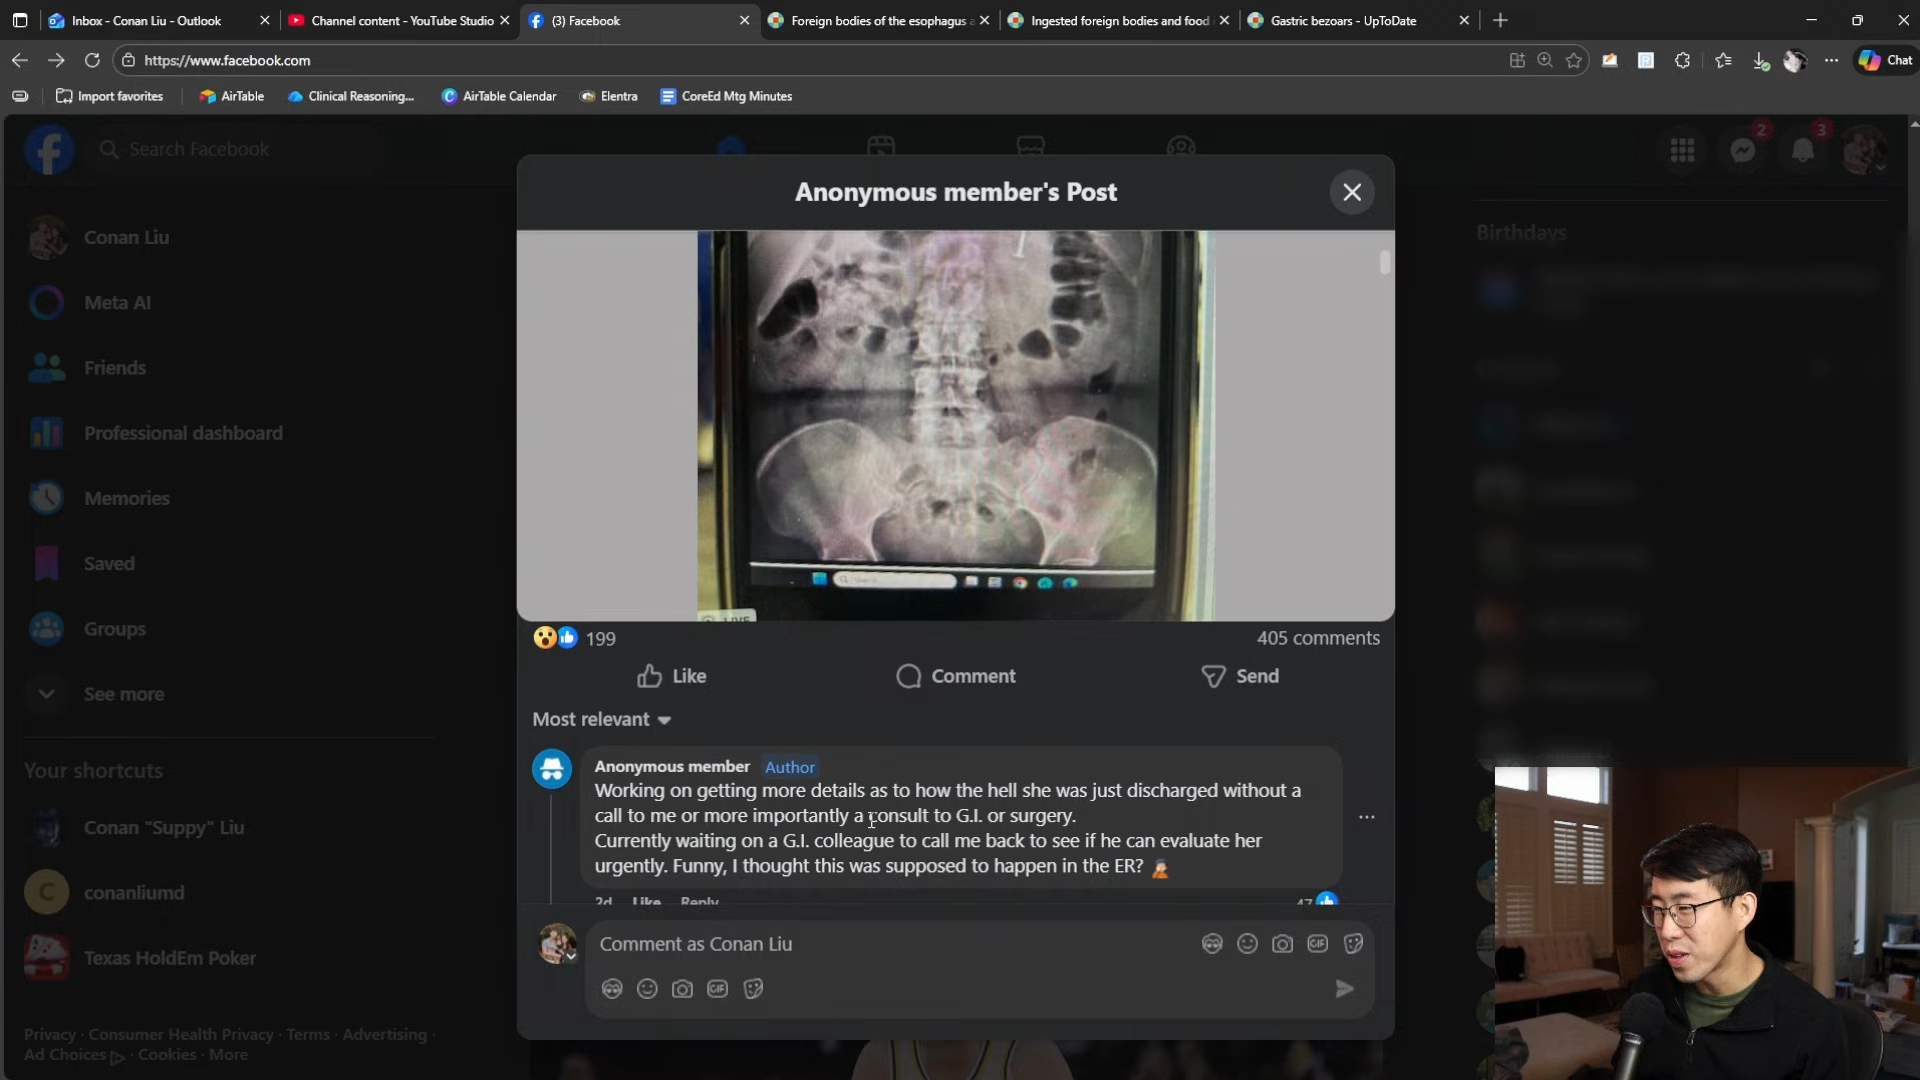 Inbox - Conan Liu - Outlook
Channel content - YouTube Studio
(3) Facebook
Foreign bodies of the esophagus a
Ingested foreign bodies and food
Gastric bezoars - UpToDate
https://www.facebook.com
Chat
Import favorites
AirTable
Clinical Reasoning...
AirTable Calendar
Elentra
CoreEd Mtg Minutes
Search Facebook
2
3
Anonymous member's Post
Conan Liu
Meta AI
Friends
Professional dashboard
Memories
Saved
Groups
See more
Your shortcuts
Conan "Suppy" Liu
conanliumd
Texas HoldEm Poker
Privacy · Consumer Health Privacy · Terms · Advertising ·
Ad Choices · Cookies · More
Birthdays
LIVE
199
405 comments
Like
Comment
Send
Most relevant
Anonymous member Author
Working on getting more details as to how the hell she was just discharged without a
call to me or more importantly a consult to G.I. or surgery.
Currently waiting on a G.I. colleague to call me back to see if he can evaluate her
urgently. Funny, I thought this was supposed to happen in the ER?
2d Like Reply
47
Comment as Conan Liu
GIF
GIF